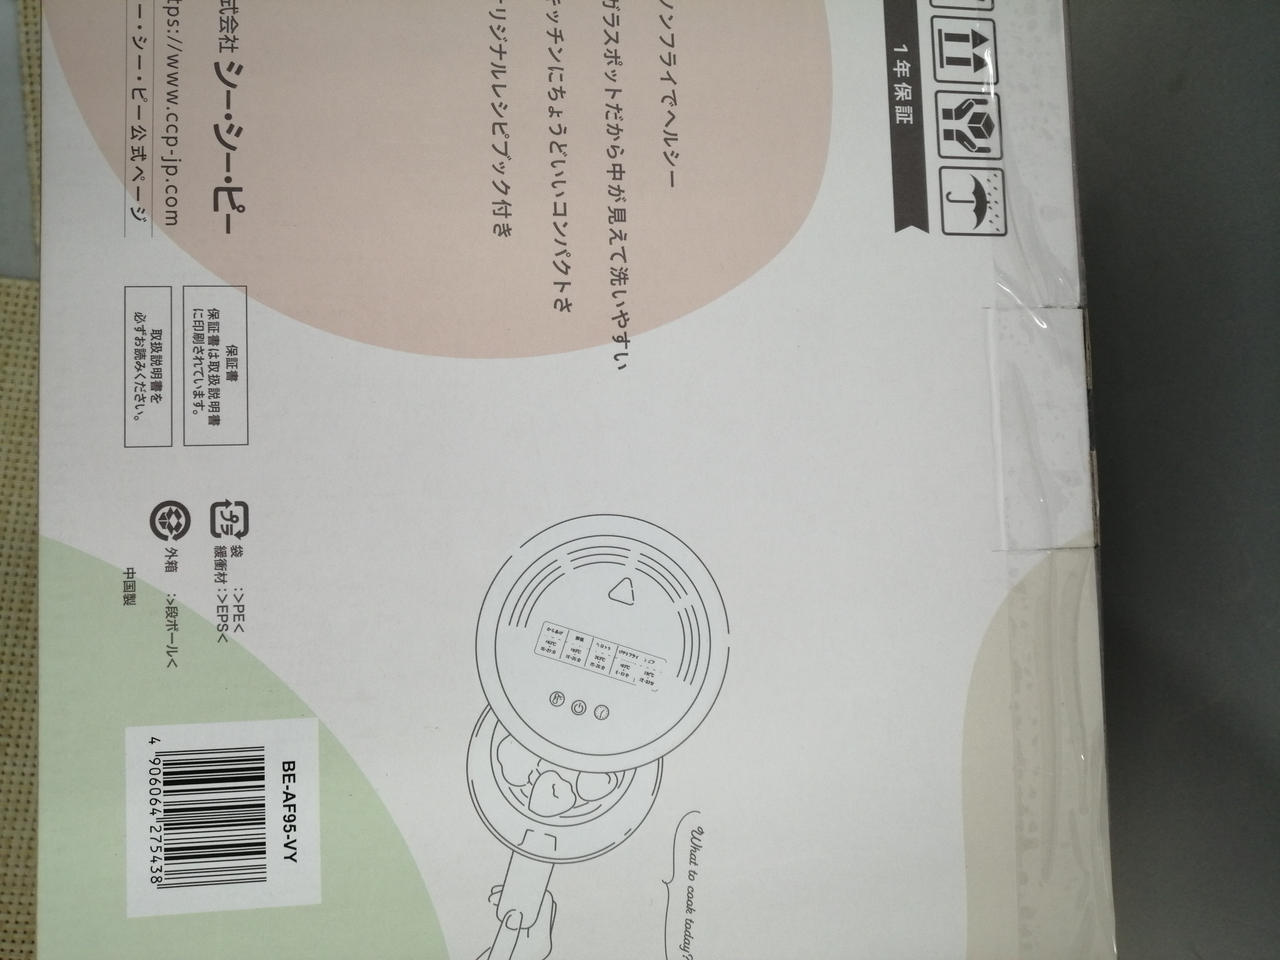 1年保証
ノンフライでヘルシー
ガラスポットだから中が見えて洗いやすい
キッチンにちょうどいいコンパクトさ
オリジナルレシピブック付き
式会社 シー・シー・ピー
tps://www.ccp-jp.com
ー・シー・ピー公式ページ
保証書
保証書は取扱説明書
に印刷されています。
取扱説明書を
必ずお読みください。
プラ
袋 :>PE<
緩衝材:>EPS<
外箱 :>段ボール<
中国製
What to cook today?
BE-AF95-VY
4 906064 275438